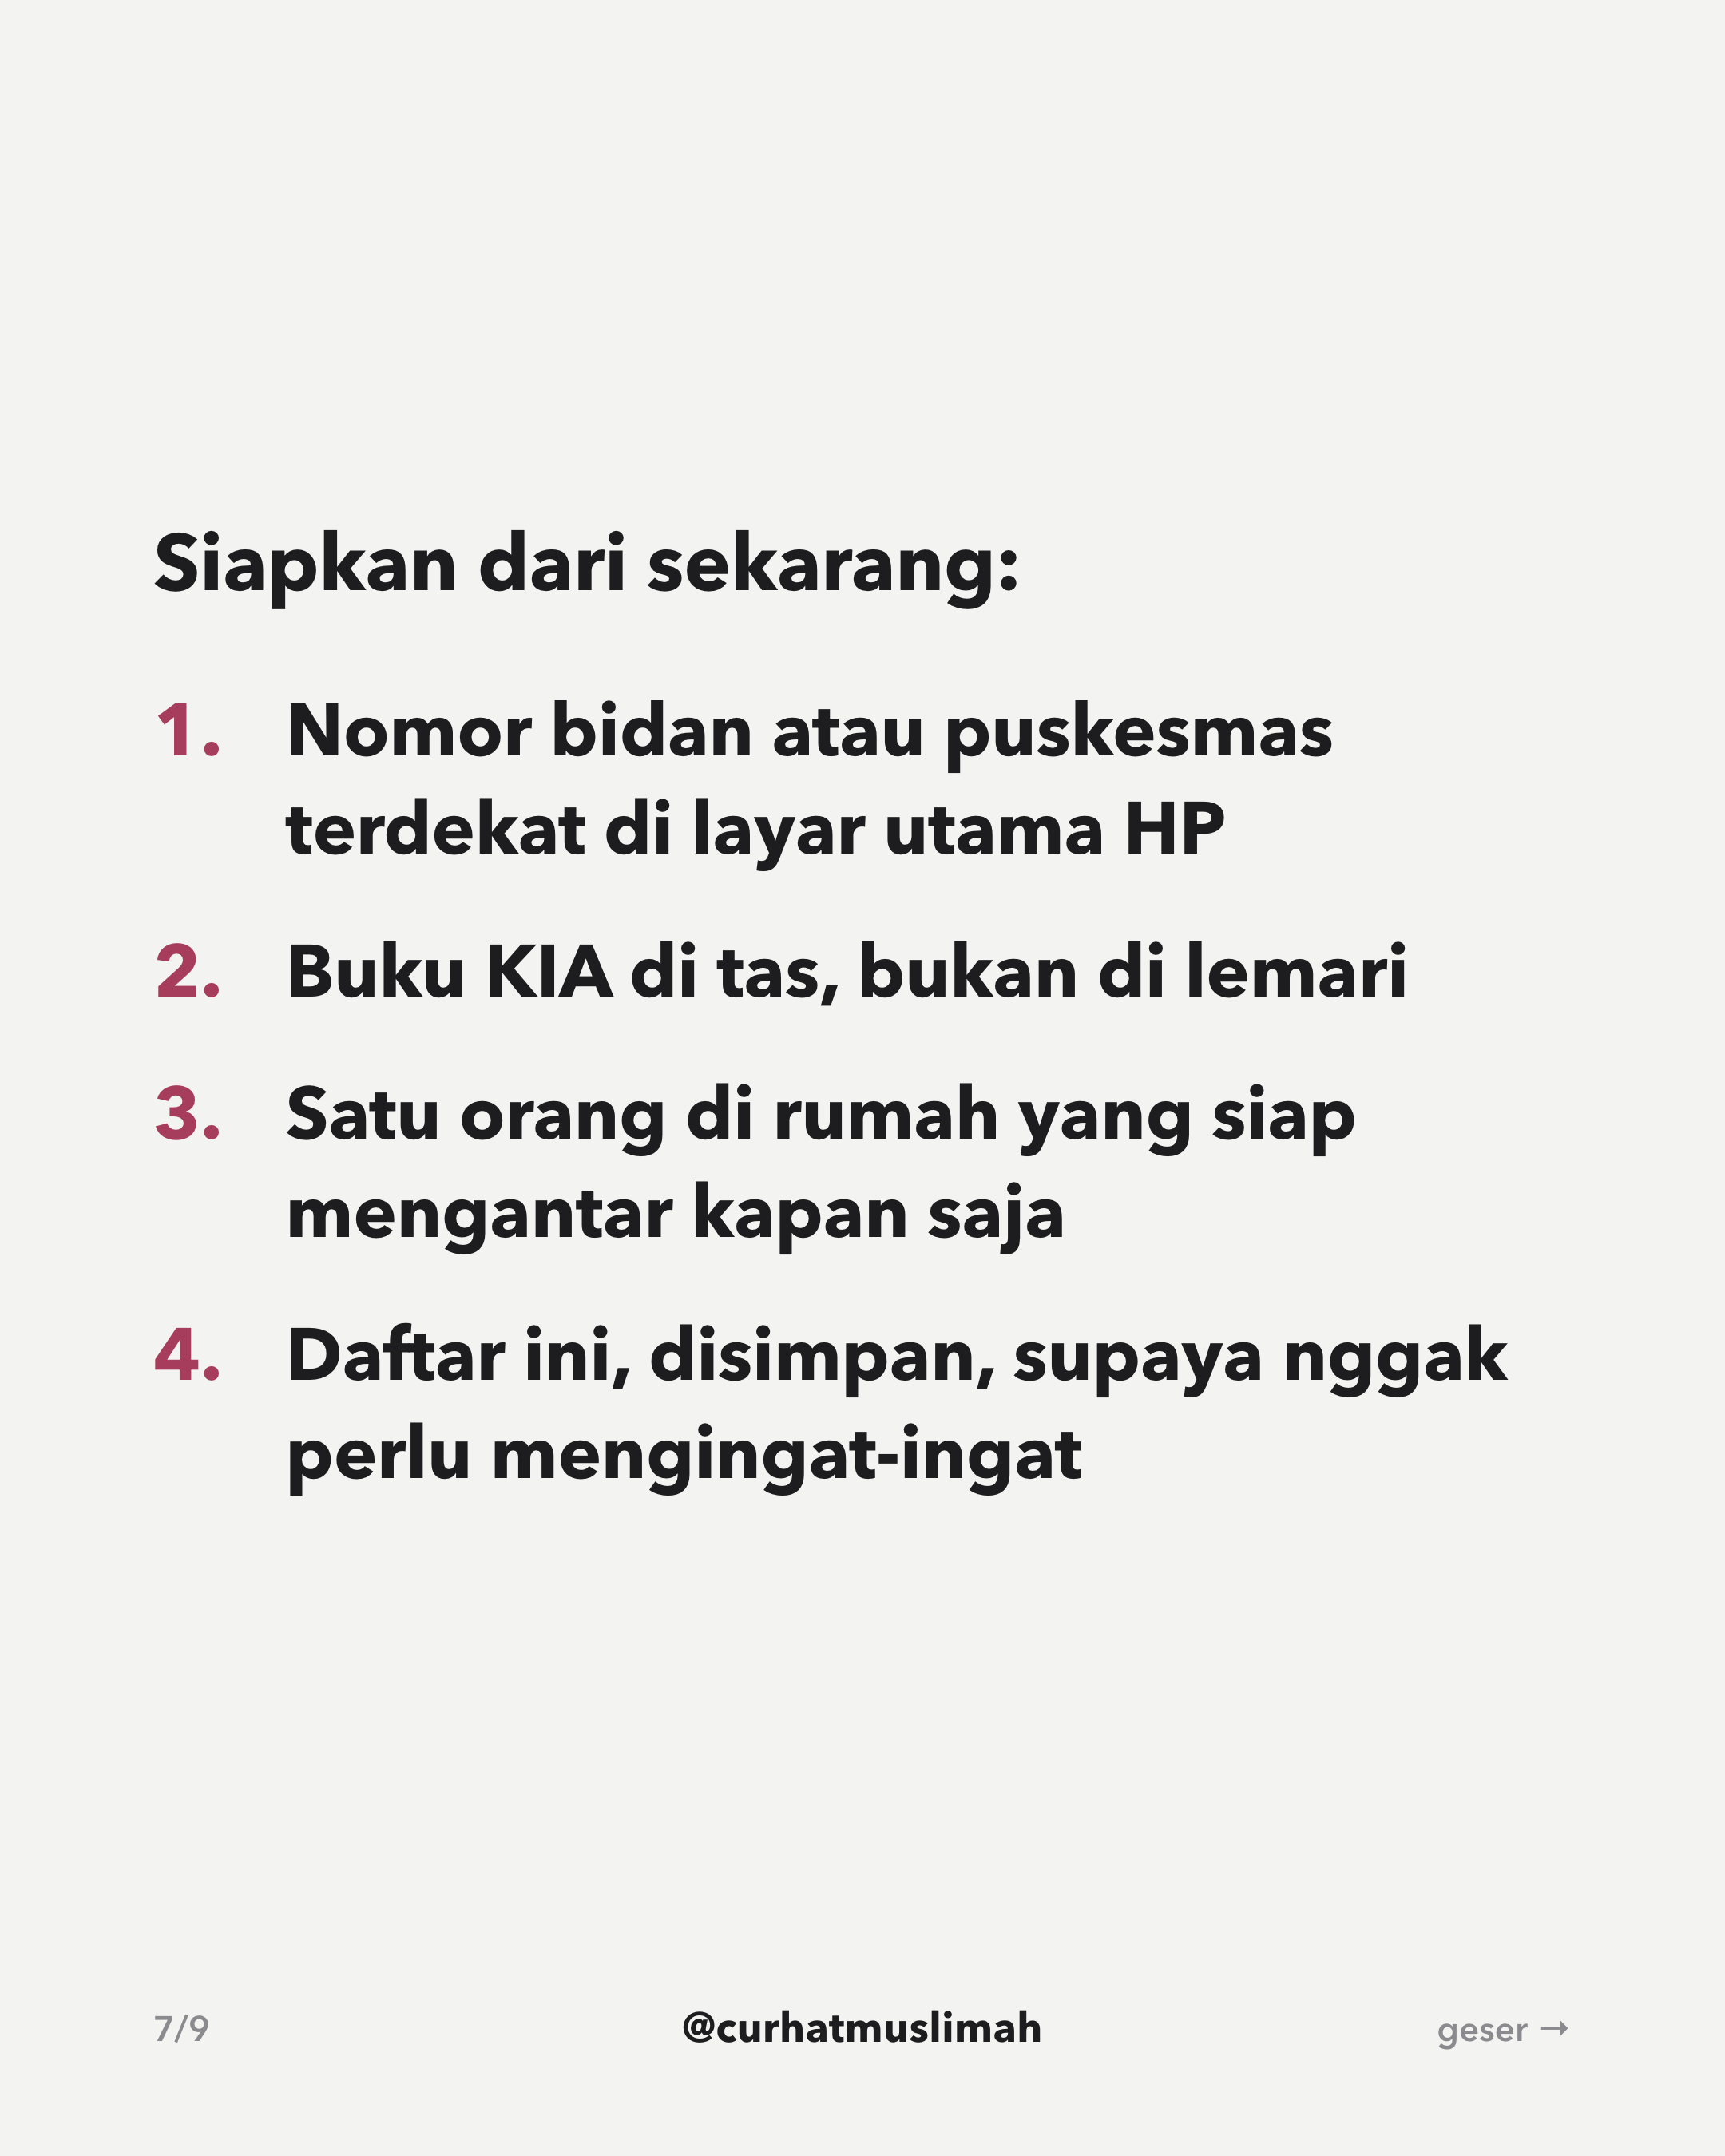 Siapkan dari sekarang:
1. Nomor bidan atau puskesmas
terdekat di layar utama HP
2. Buku KIA di tas, bukan di lemari
3. Satu orang di rumah yang siap
mengantar kapan saja
4. Daftar ini, disimpan, supaya nggak
perlu mengingat-ingat
7/9
@curhatmuslimah
geser →